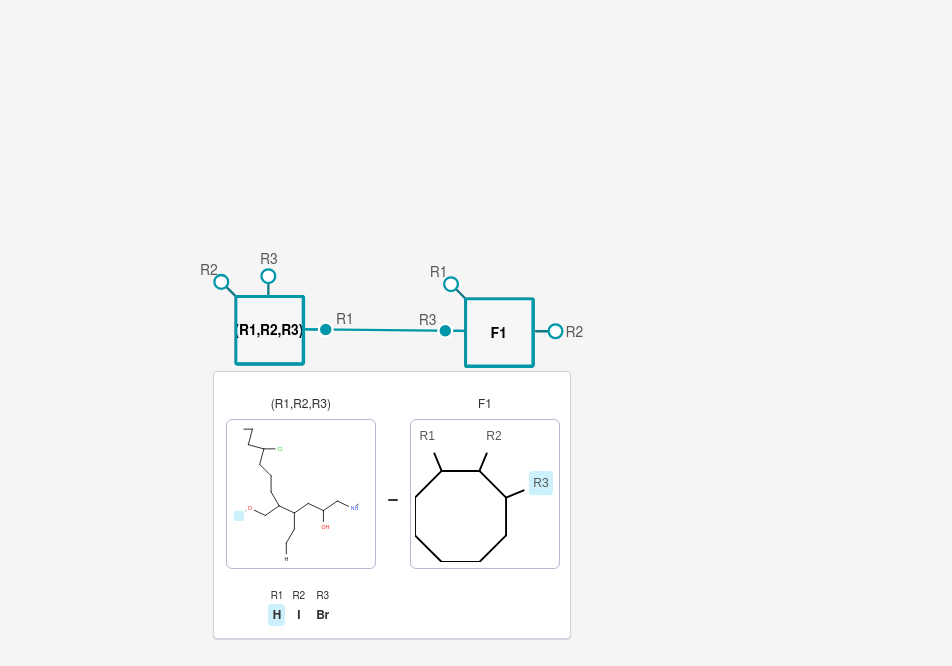 R3
R2 R1
R1 R3
(R1,R2,R3) F1 R2
(R1,R2,R3) F1
R1 R2
Cl
R3
O
OH
H
R1 R2 R3
H I Br